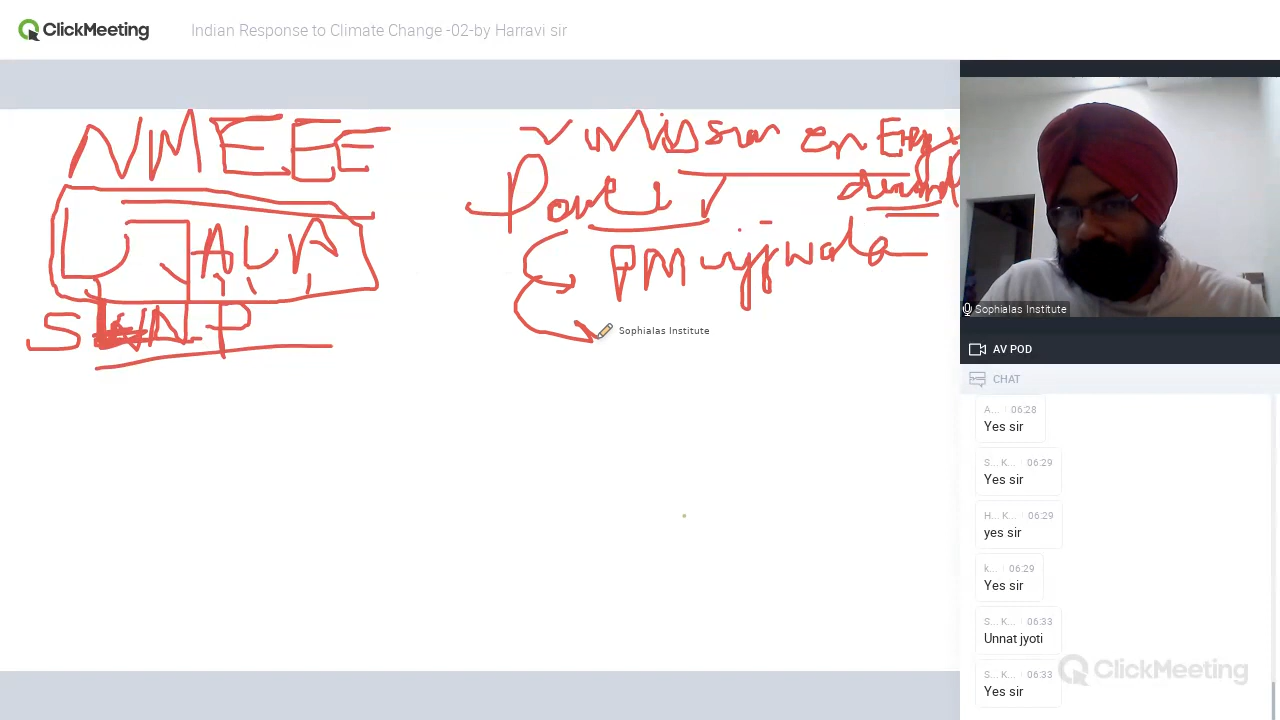 ClickMeeting
Indian Response to Climate Change -02-by Harravi sir
NMEEE
UJALA
SLNP
Mission on Energy
Power
demand
PM ujjwala
Sophialas Institute
Sophialas Institute
AV POD
CHAT
A... 06:28
Yes sir
S... K... 06:29
Yes sir
H... K... 06:29
yes sir
k... 06:29
Yes sir
S... K... 06:33
Unnat jyoti
S... K... 06:33
Yes sir
ClickMeeting